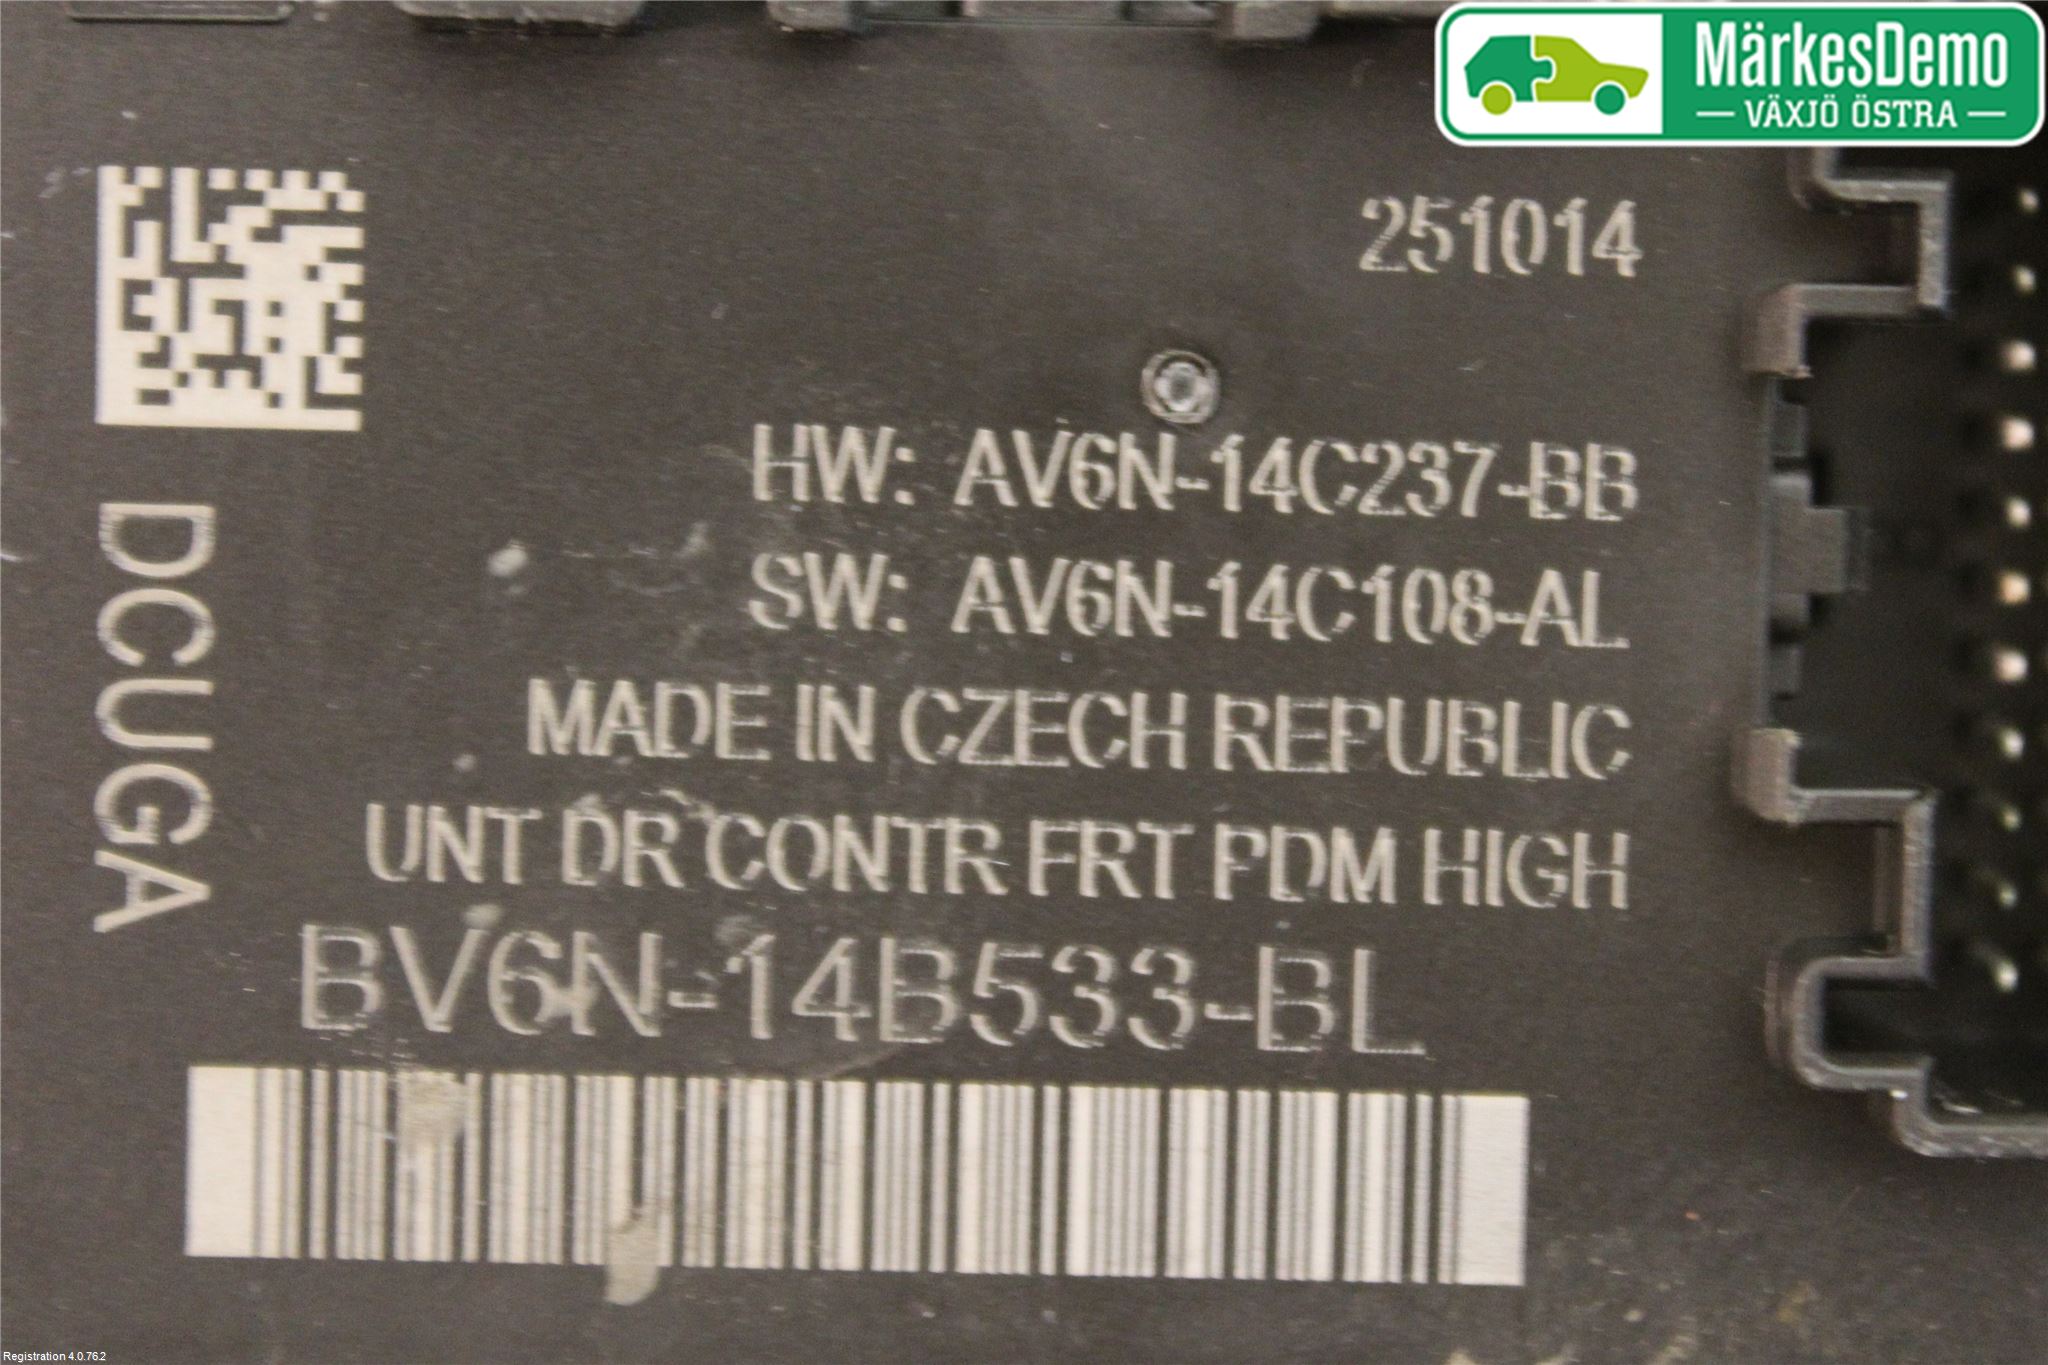 MärkesDemo
VÄXJÖ ÖSTRA
251014
HW: AV6N-14C237-BB
SW: AV6N-14C108-AL
MADE IN CZECH REPUBLIC
UNT DR CONTR FRT PDM HIGH
BV6N-14B533-BL
DCUGA
Registration 4.0.76.2